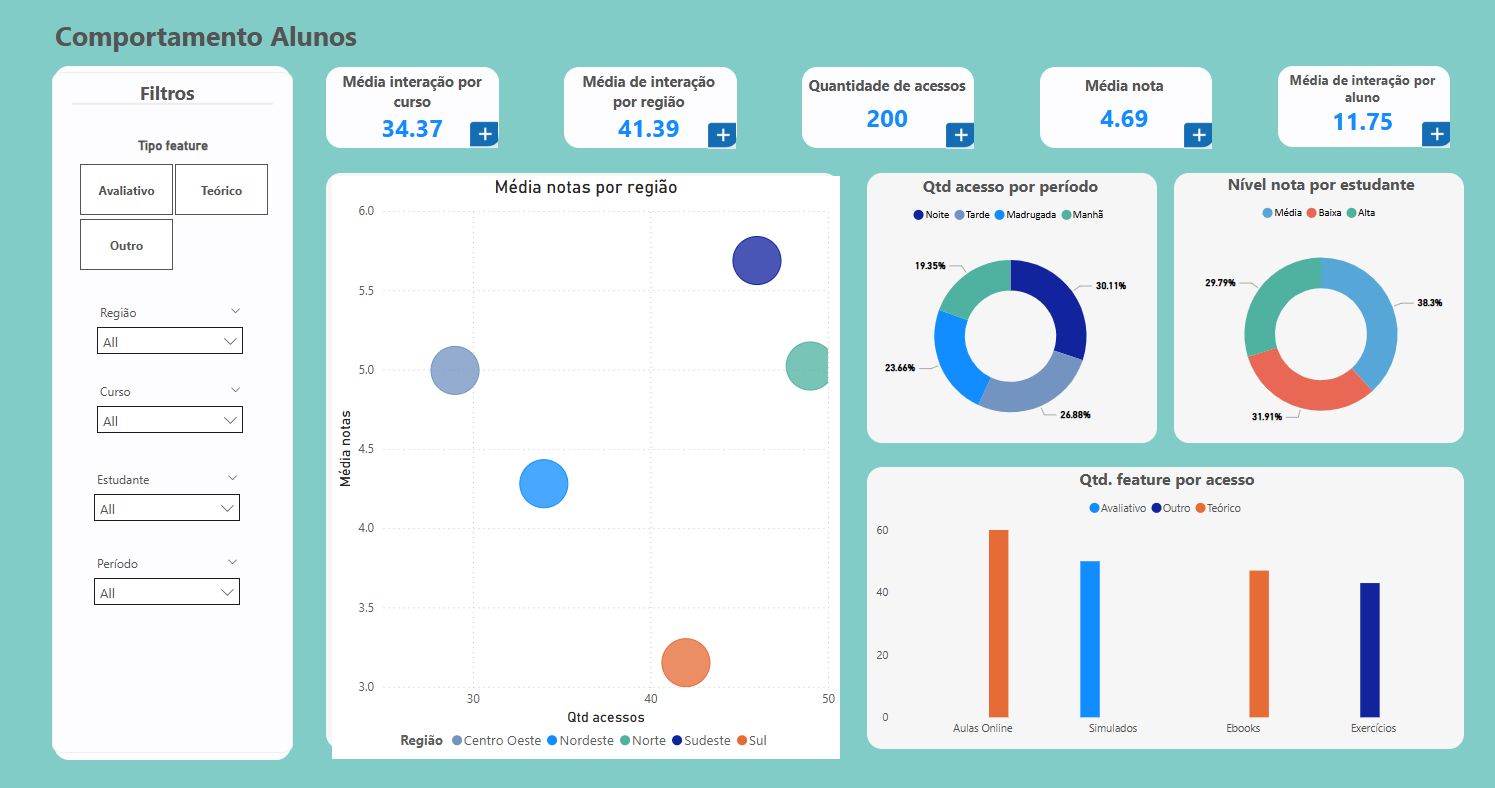 Comportamento Alunos
Filtros
Tipo feature
Avaliativo
Teórico
Outro
Região
All
Curso
All
Estudante
All
Período
All
Média interação por
curso
34.37
+
Média de interação
por região
41.39
+
Quantidade de acessos
200
+
Média nota
4.69
+
Média de interação por
aluno
11.75
+
Média notas por região
6.0
5.5
5.0
4.5
4.0
3.5
3.0
Média notas
30
40
50
Qtd acessos
Região Centro Oeste Nordeste Norte Sudeste Sul
Qtd acesso por período
Noite Tarde Madrugada Manhã
19.35%
30.11%
23.66%
26.88%
Nível nota por estudante
Média Baixa Alta
29.79%
38.3%
31.91%
Qtd. feature por acesso
Avaliativo Outro Teórico
60
40
20
0
Aulas Online
Simulados
Ebooks
Exercícios